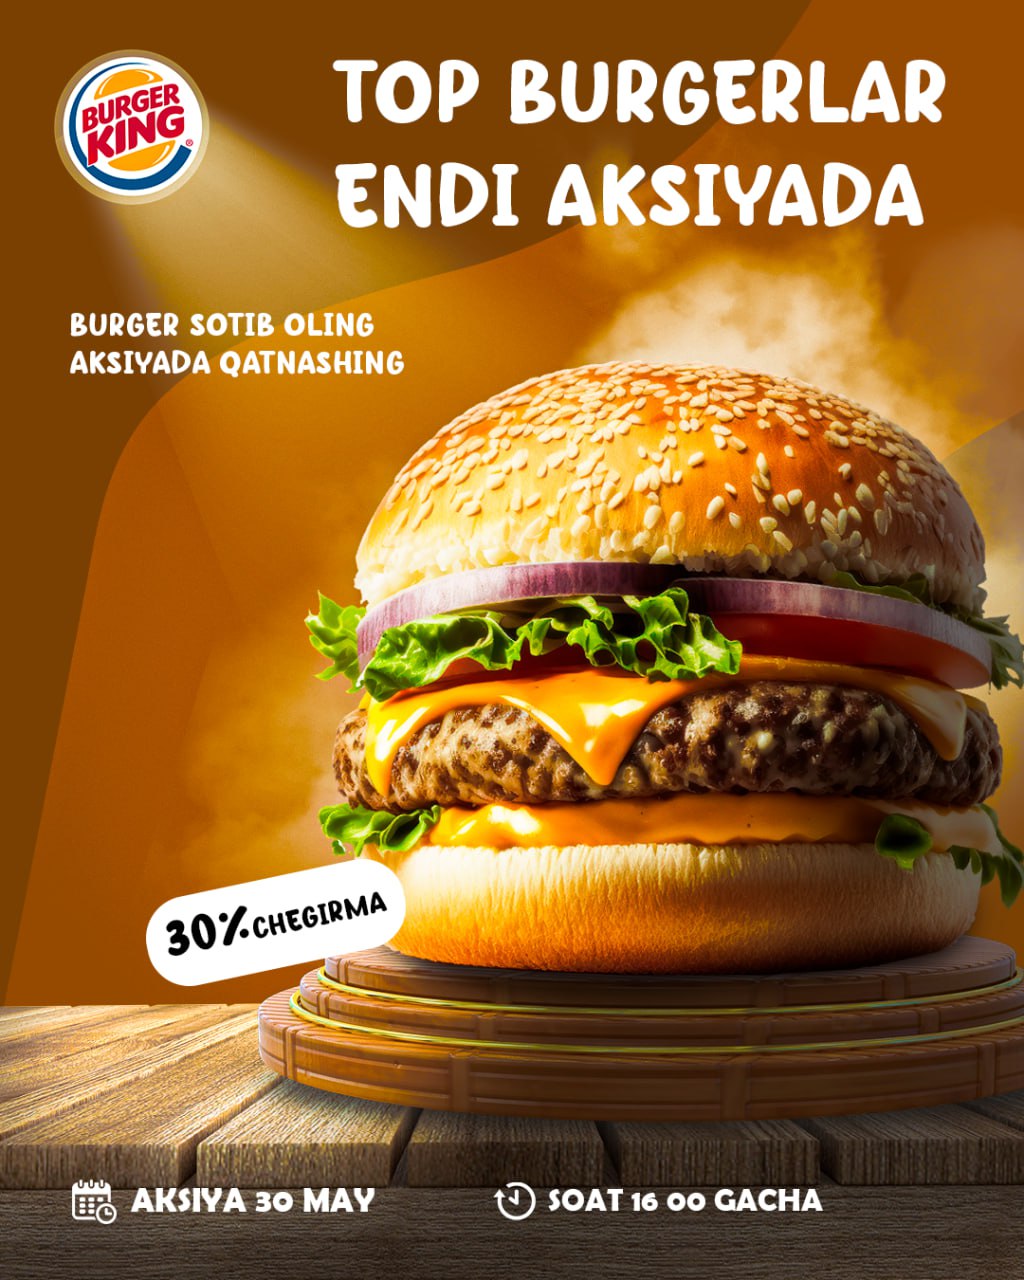 BURGER
KING
®
TOP BURGERLAR
ENDI AKSIYADA
BURGER SOTIB OLING
AKSIYADA QATNASHING
30% CHEGIRMA
AKSIYA 30 MAY
SOAT 16 00 GACHA